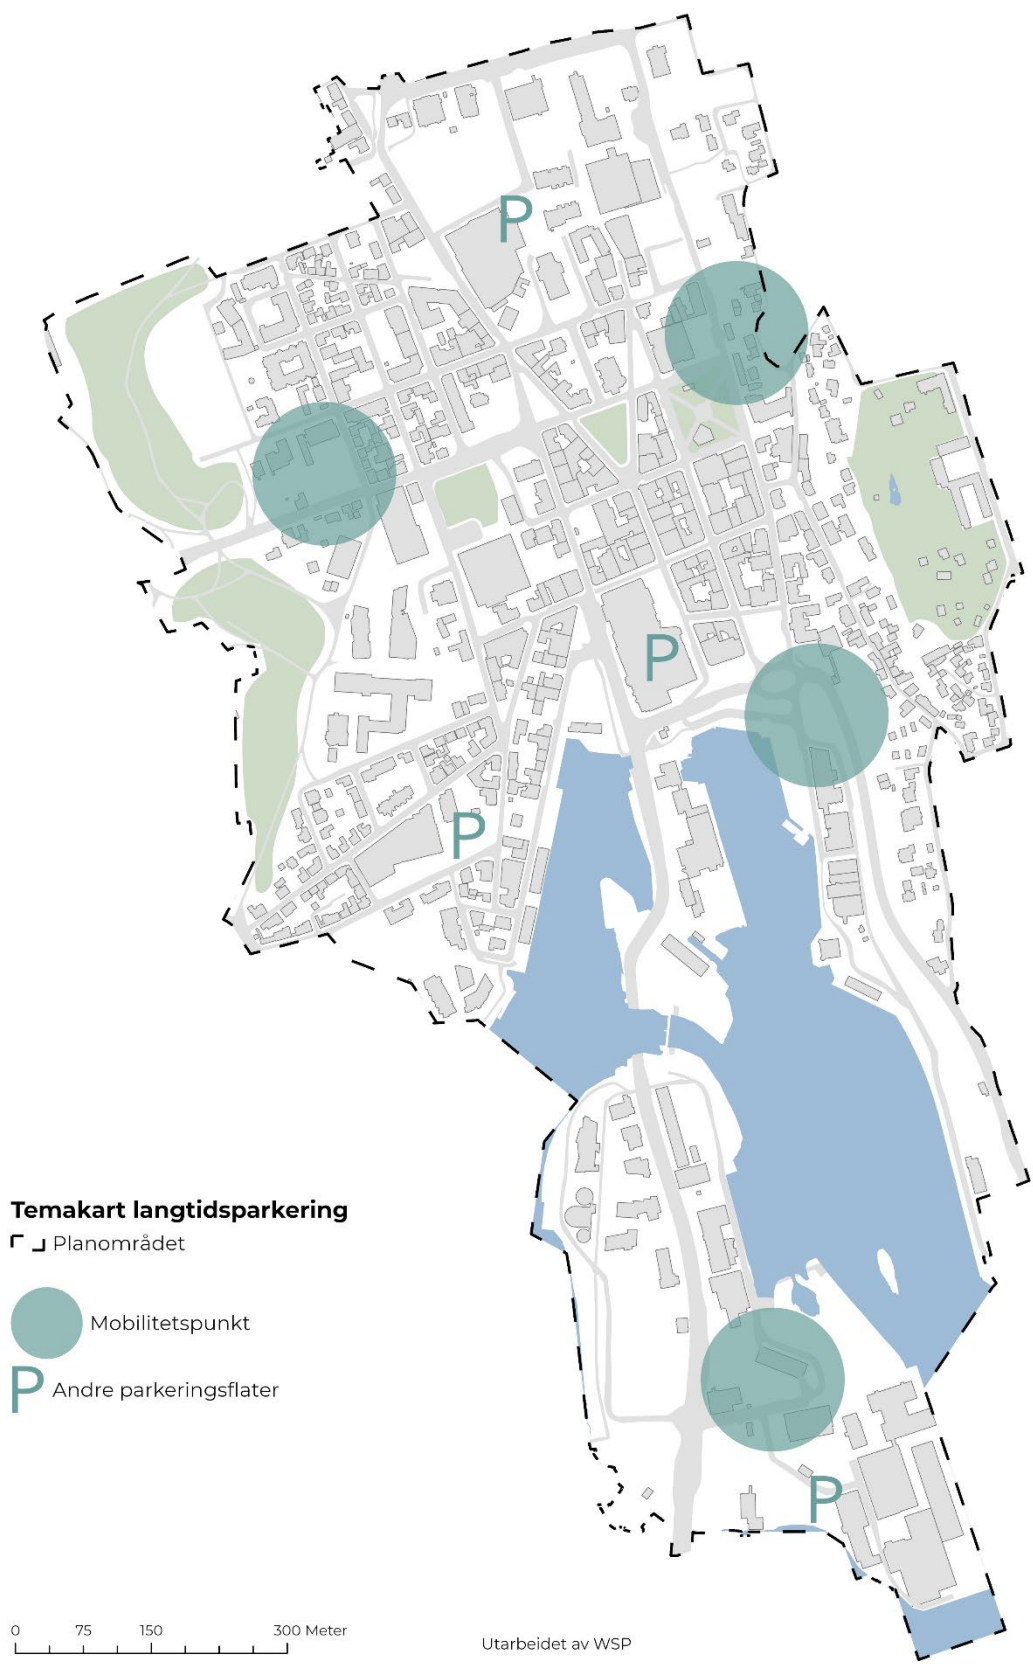 P
P
P
Temakart langtidsparkering
Planområdet
Mobilitetspunkt
P Andre parkeringsflater
P
0 75 150 300 Meter
Utarbeidet av WSP